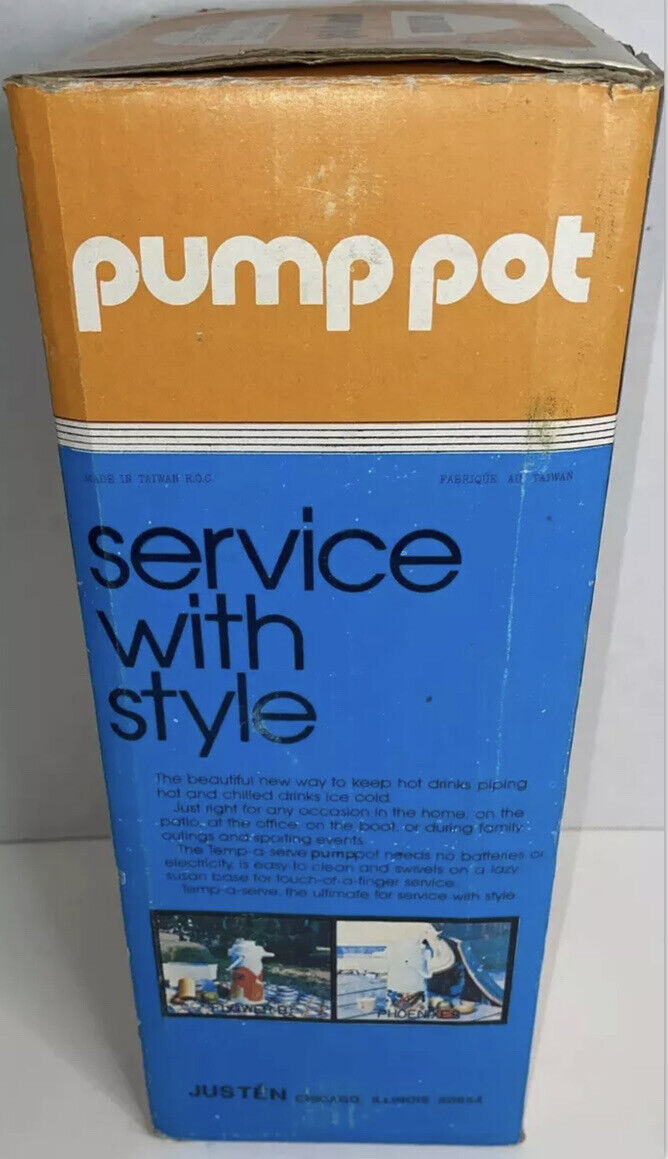 pump pot
MADE IN TAIWAN R.O.C.
FABRIQUE AU TAIWAN
service
with
style
The beautiful new way to keep hot drinks piping
hot and chilled drinks ice cold.
Just right for any occasion in the home, on the
patio, at the office, on the boat, or during family
outings and sporting events.
The Temp-a-serve pumppot needs no batteries or
electricity, is easy to clean and swivels on a lazy
susan base for touch-of-a-finger service.
Temp-a-serve, the ultimate for service with style.
PHOENIXES
JUSTEN CHICAGO, ILLINOIS 60654